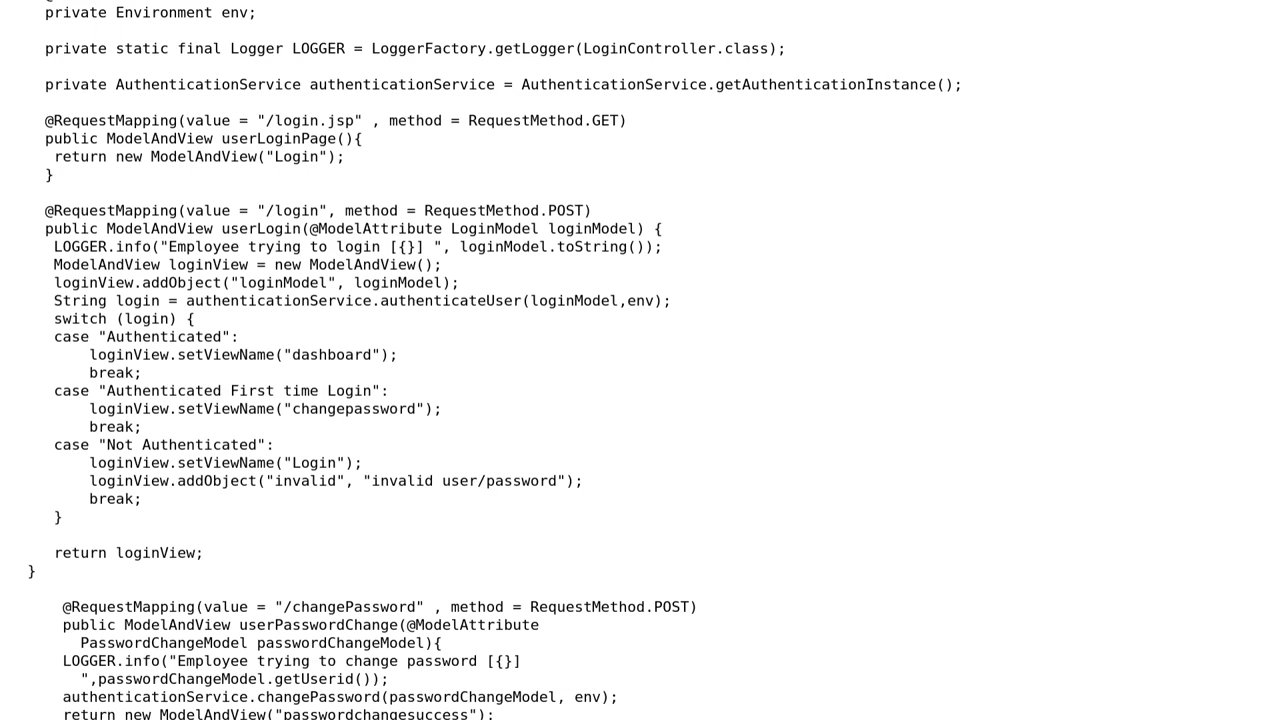 private Environment env;
private static final Logger LOGGER = LoggerFactory.getLogger(LoginController.class);
private AuthenticationService authenticationService = AuthenticationService.getAuthenticationInstance();
@RequestMapping(value = "/login.jsp" , method = RequestMethod.GET)
public ModelAndView userLoginPage(){
return new ModelAndView("Login");
}
@RequestMapping(value = "/login", method = RequestMethod.POST)
public ModelAndView userLogin(@ModelAttribute LoginModel loginModel) {
LOGGER.info("Employee trying to login [{}] ", loginModel.toString());
ModelAndView loginView = new ModelAndView();
loginView.addObject("loginModel", loginModel);
String login = authenticationService.authenticateUser(loginModel,env);
switch (login) {
case "Authenticated":
loginView.setViewName("dashboard");
break;
case "Authenticated First time Login":
loginView.setViewName("changepassword");
break;
case "Not Authenticated":
loginView.setViewName("Login");
loginView.addObject("invalid", "invalid user/password");
break;
}
return loginView;
}
@RequestMapping(value = "/changePassword" , method = RequestMethod.POST)
public ModelAndView userPasswordChange(@ModelAttribute
PasswordChangeModel passwordChangeModel){
LOGGER.info("Employee trying to change password [{}]
",passwordChangeModel.getUserid());
authenticationService.changePassword(passwordChangeModel, env);
return new ModelAndView("passwordchangesuccess");